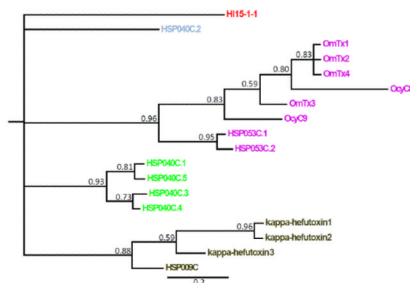 HI15-1-1
HSP040C.2
OmTx1
0.83
OmTx2
0.80
OmTx4
0.59
OcyC8
0.83
OmTx3
0.96
OcyC9
HSP053C.1
0.95
HSP053C.2
HSP040C.1
0.81
HSP040C.5
0.93
HSP040C.3
0.73
HSP040C.4
kappa-hefutoxin1
0.96
kappa-hefutoxin2
0.59
kappa-hefutoxin3
0.88
HSP009C
0.2